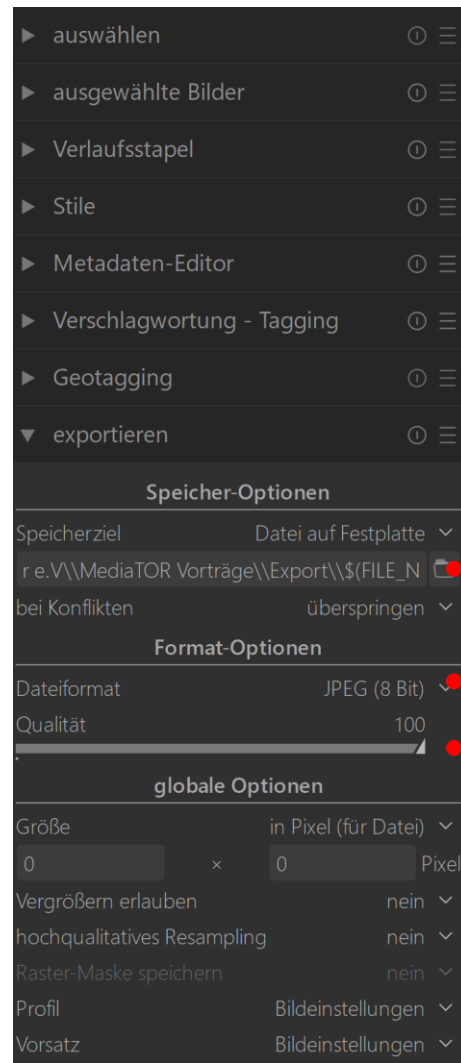 auswählen
ausgewählte Bilder
Verlaufsstapel
Stile
Metadaten-Editor
Verschlagwortung - Tagging
Geotagging
exportieren
Speicher-Optionen
Speicherziel Datei auf Festplatte
r e.V\\MediaTOR Vorträge\\Export\\$(FILE_N
bei Konflikten überspringen
Format-Optionen
Dateiformat JPEG (8 Bit)
Qualität 100
globale Optionen
Größe in Pixel (für Datei)
0 × 0 Pixel
Vergrößern erlauben nein
hochqualitatives Resampling nein
Raster-Maske speichern nein
Profil Bildeinstellungen
Vorsatz Bildeinstellungen